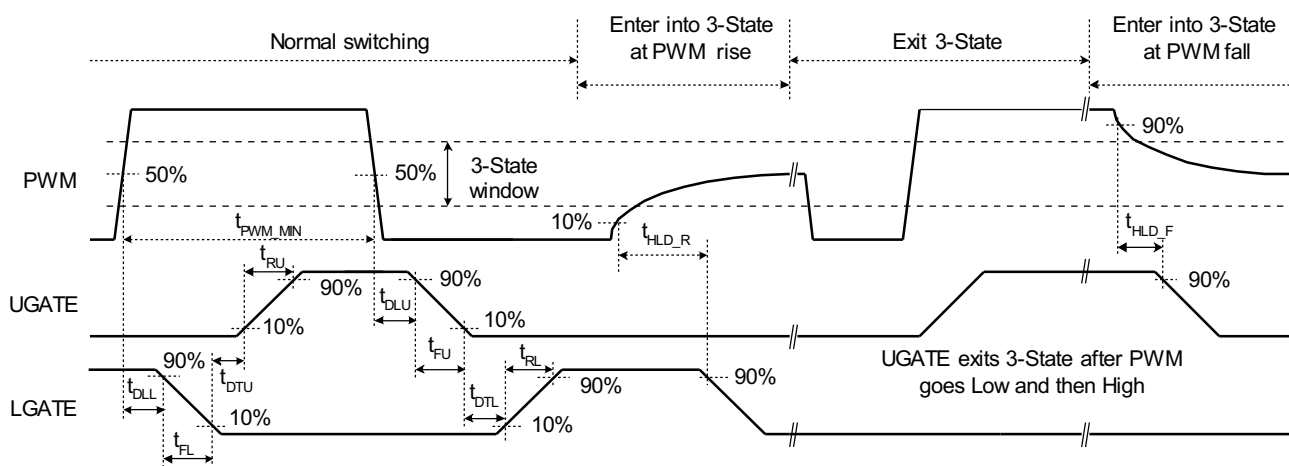 Normal switching
Enter into 3-State
at PWM rise
Exit 3-State
Enter into 3-State
at PWM fall
PWM
50%
50%
3-State
window
10%
90%
tPWM_MIN
tHLD_R
tHLD_F
tRU
UGATE
90%
10%
tDLU
90%
10%
90%
tFU
tRL
UGATE exits 3-State after PWM
goes Low and then High
LGATE
90%
tDTU
tDLL
10%
tFL
tDTL
90%
10%
90%